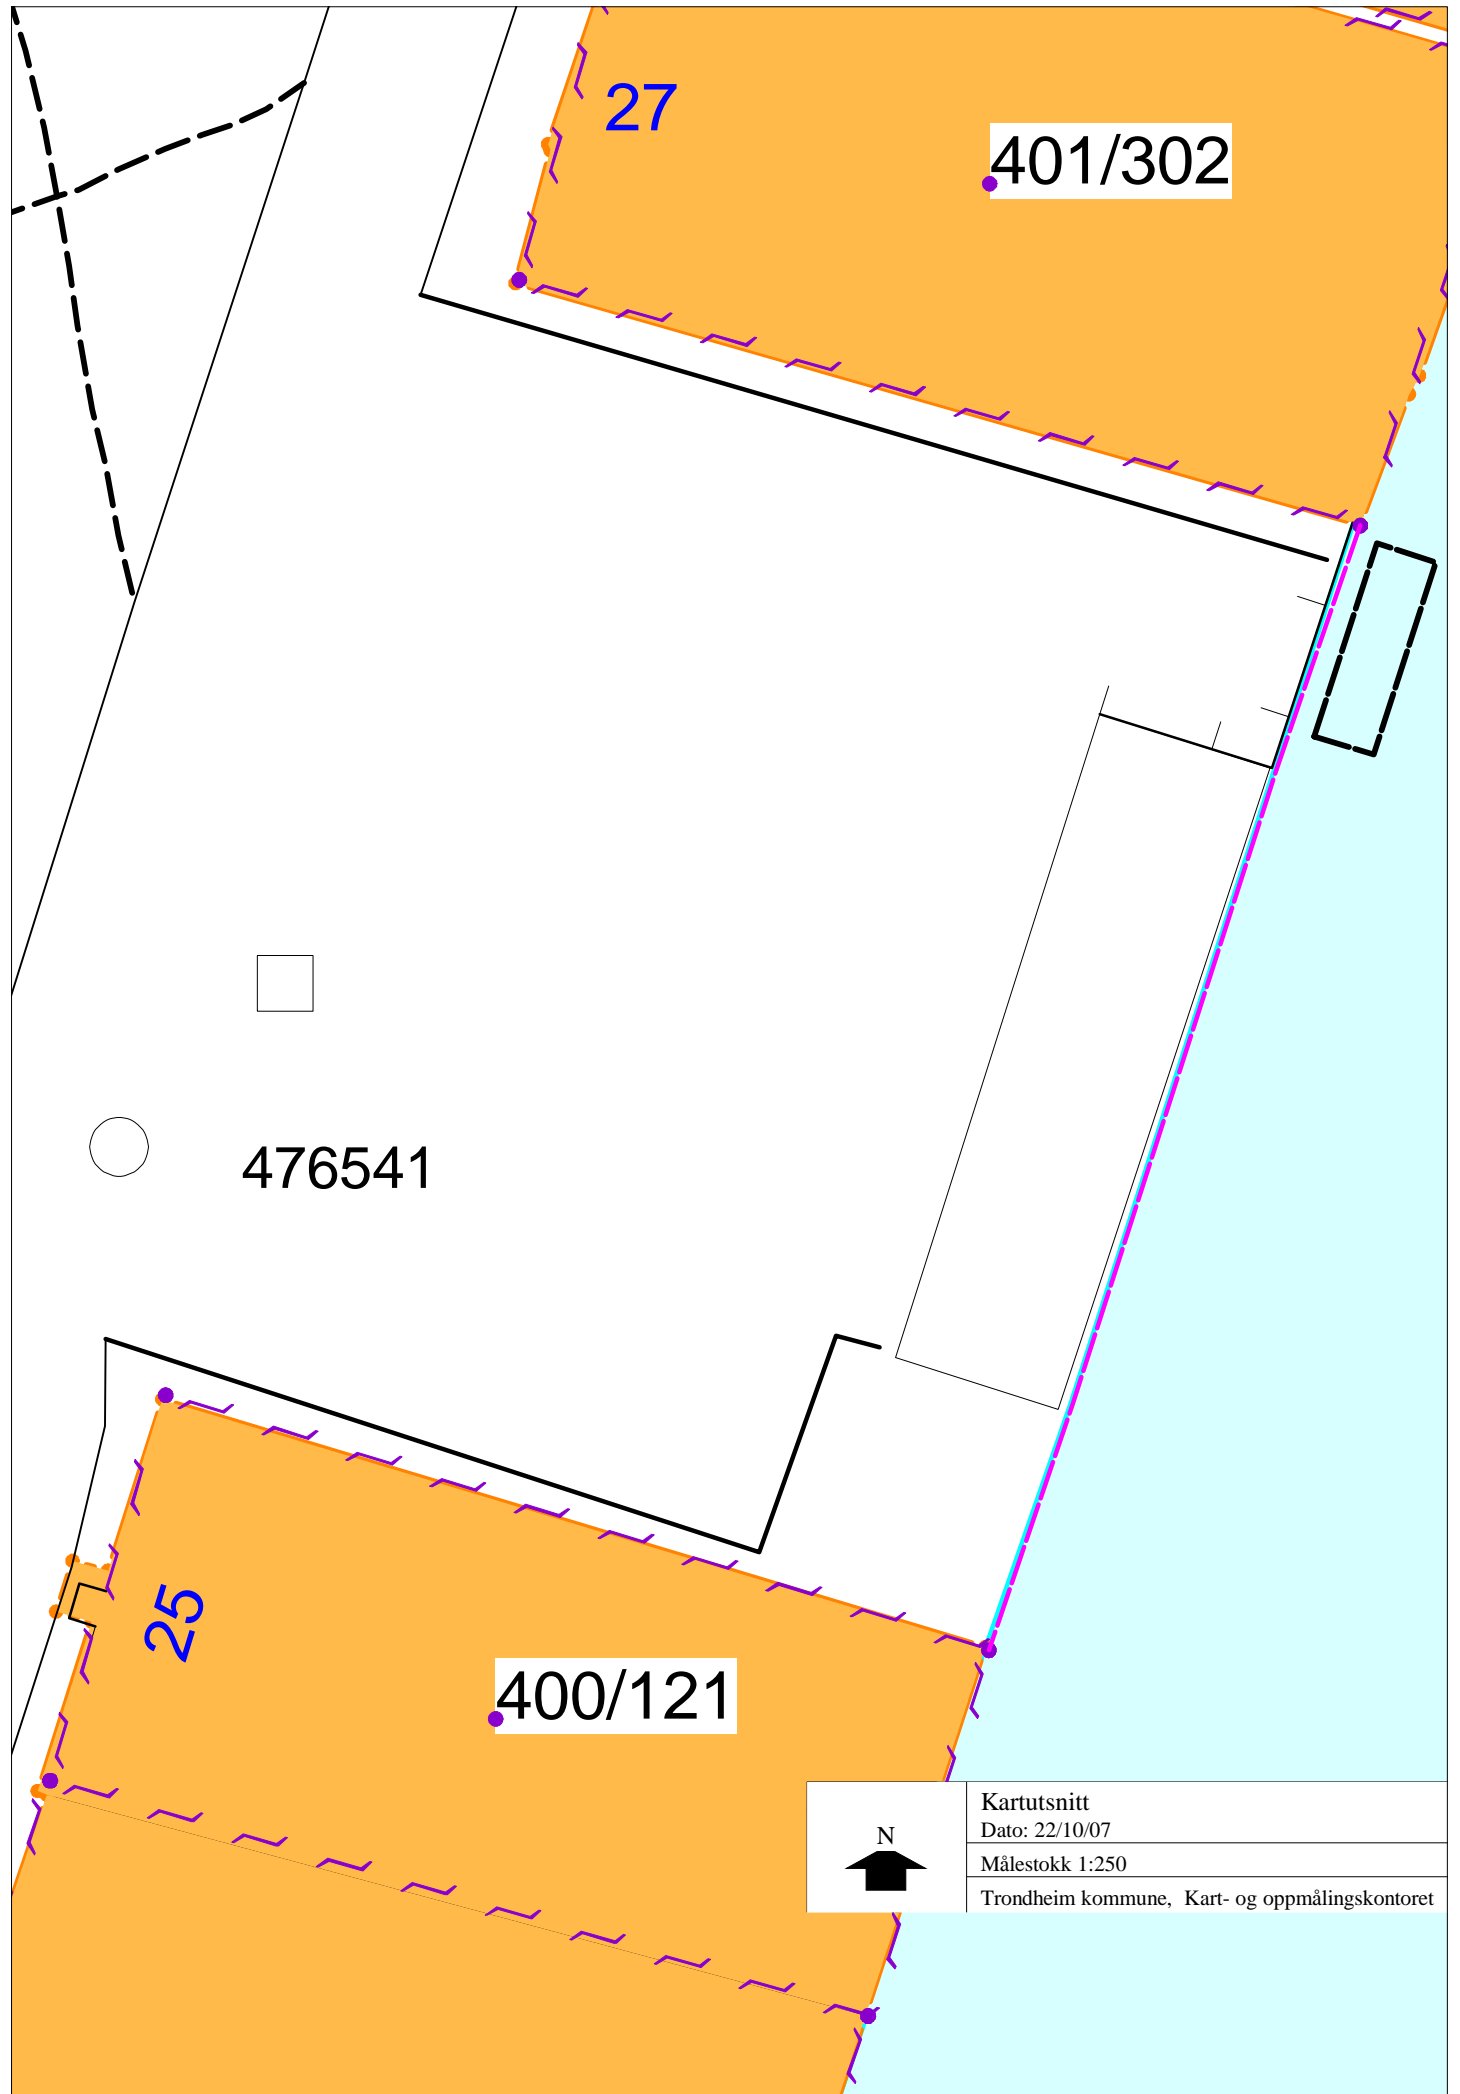 27
401/302
476541
25
400/121
N
Kartutsnitt
Dato: 22/10/07
Målestokk 1:250
Trondheim kommune, Kart- og oppmålingskontoret